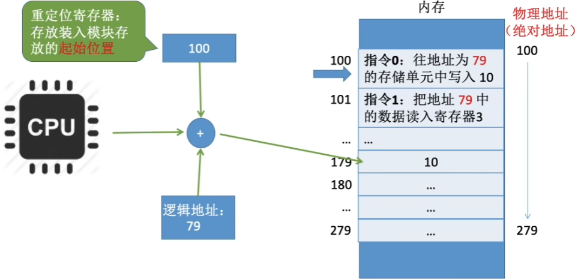 重定位寄存器：
存放装入模块存
放的起始位置
100
CPU
+
逻辑地址：
79
内存
物理地址
（绝对地址）
100
指令0：往地址为 79
的存储单元中写入 10
101
指令1：把地址 79 中
的数据读入寄存器3
...
...
179
10
180
...
...
...
279
...
100
279